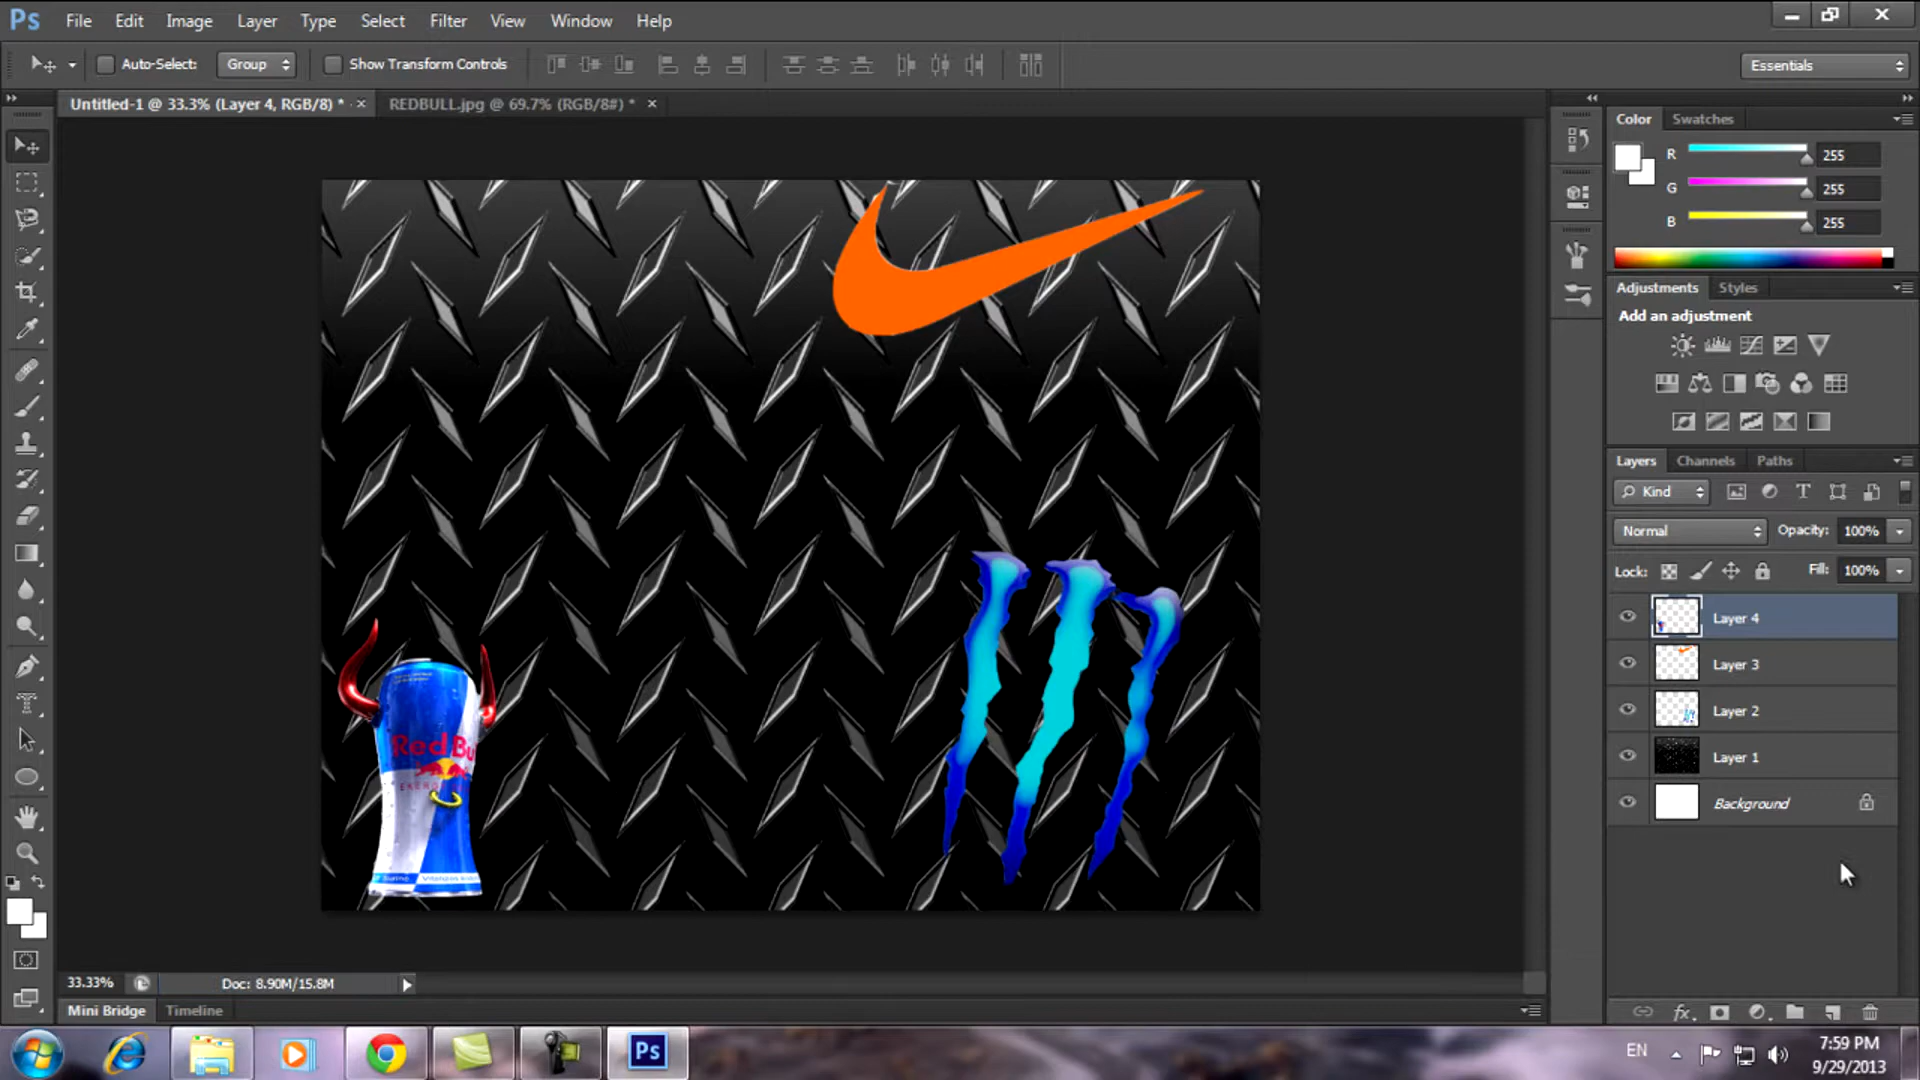 Ps File Edit Image Layer Type Select Filter View Window Help
Auto-Select: Group Show Transform Controls Essentials
Untitled-1 @ 33.3% (Layer 4, RGB/8) * × REDBULL.jpg @ 69.7% (RGB/8#) * ×
Color Swatches
R 255
G 255
B 255
Adjustments Styles
Add an adjustment
Layers Channels Paths
Kind
Normal Opacity: 100%
Lock: Fill: 100%
Layer 4
Layer 3
Layer 2
Layer 1
Background
Red Bu
33.33% Doc: 8.90M/15.8M
Mini Bridge Timeline
Ps
EN
7:59 PM
9/29/2013